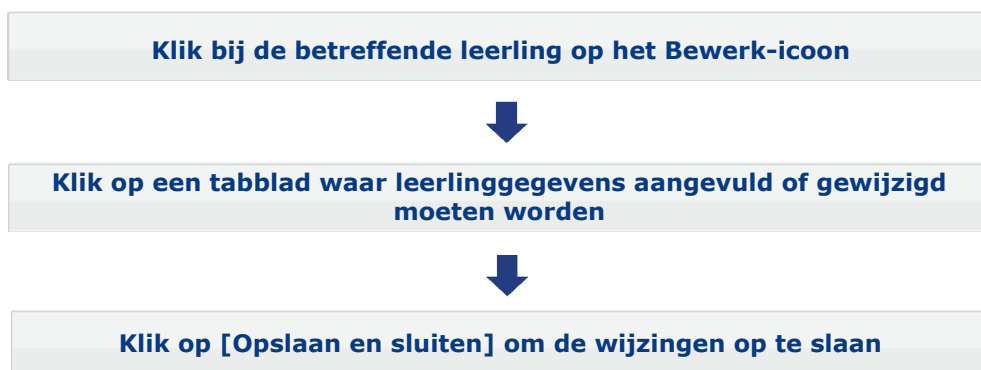 Klik bij de betreffende leerling op het Bewerk-icoon
Klik op een tabblad waar leerlinggegevens aangevuld of gewijzigd
moeten worden
Klik op [Opslaan en sluiten] om de wijzingen op te slaan